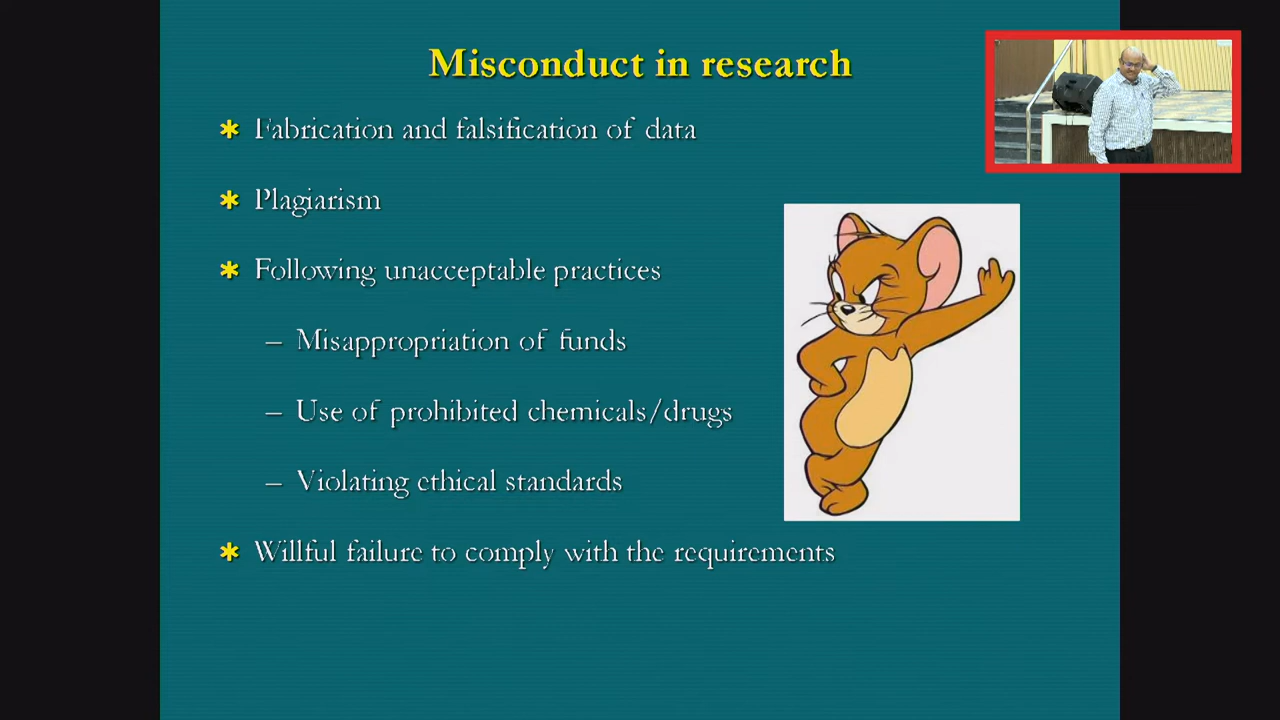 Misconduct in research
* Fabrication and falsification of data
* Plagiarism
* Following unacceptable practices
– Misappropriation of funds
– Use of prohibited chemicals/drugs
– Violating ethical standards
* Willful failure to comply with the requirements